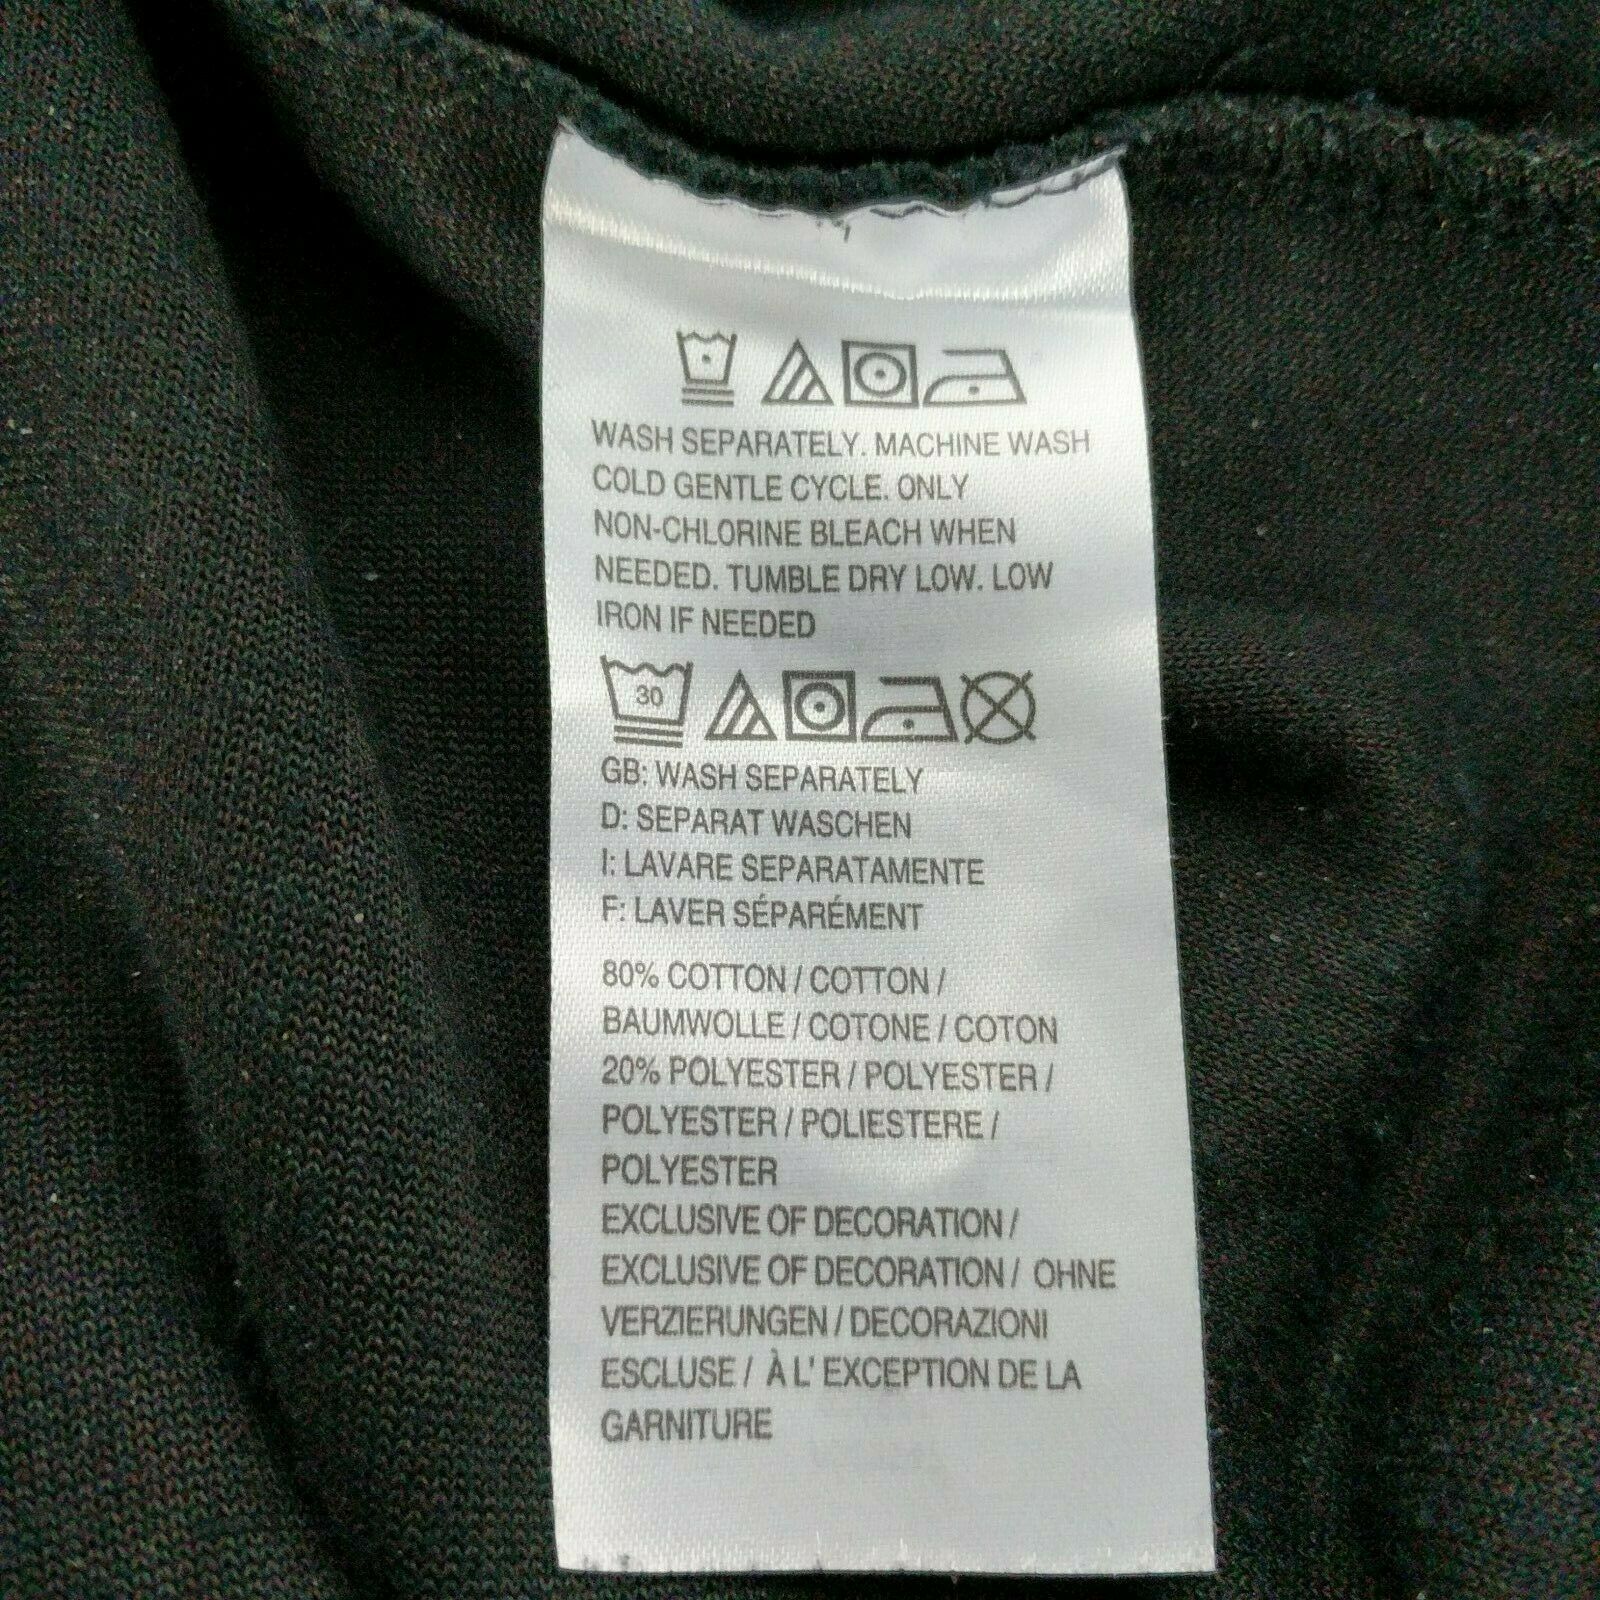 WASH SEPARATELY. MACHINE WASH
COLD GENTLE CYCLE. ONLY
NON-CHLORINE BLEACH WHEN
NEEDED. TUMBLE DRY LOW. LOW
IRON IF NEEDED
30
GB: WASH SEPARATELY
D: SEPARAT WASCHEN
I: LAVARE SEPARATAMENTE
F: LAVER SÉPARÉMENT
80% COTTON / COTTON /
BAUMWOLLE / COTONE / COTON
20% POLYESTER / POLYESTER /
POLYESTER / POLIESTERE /
POLYESTER
EXCLUSIVE OF DECORATION /
EXCLUSIVE OF DECORATION / OHNE
VERZIERUNGEN / DECORAZIONI
ESCLUSE / À L' EXCEPTION DE LA
GARNITURE